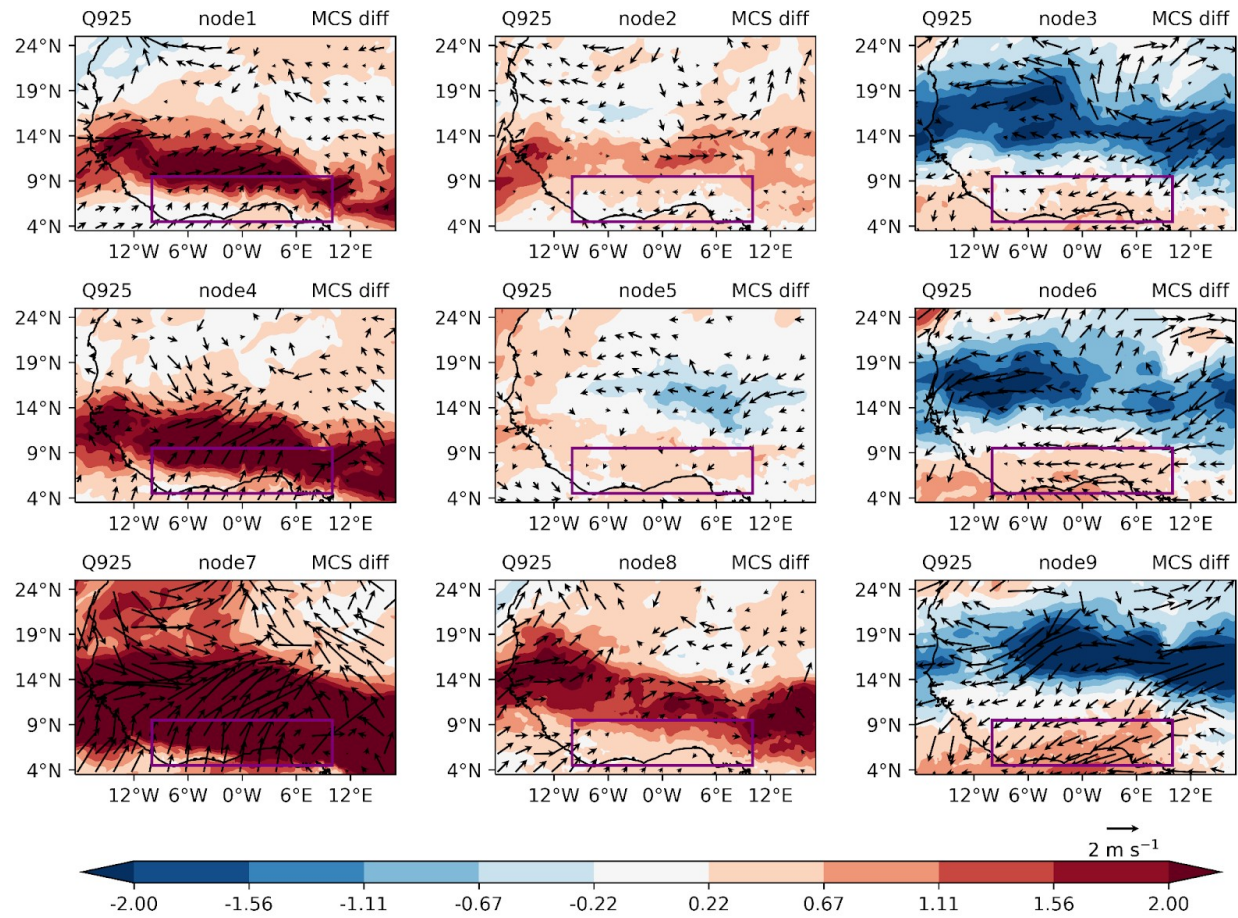 Q925 node1 MCS diff Q925 node2 MCS diff Q925 node3 MCS diff
24°N 24°N 24°N
19°N 19°N 19°N
14°N 14°N 14°N
9°N 9°N 9°N
4°N 4°N 4°N
12°W 6°W 0°W 6°E 12°E 12°W 6°W 0°W 6°E 12°E 12°W 6°W 0°W 6°E 12°E
Q925 node4 MCS diff Q925 node5 MCS diff Q925 node6 MCS diff
24°N 24°N 24°N
19°N 19°N 19°N
14°N 14°N 14°N
9°N 9°N 9°N
4°N 4°N 4°N
12°W 6°W 0°W 6°E 12°E 12°W 6°W 0°W 6°E 12°E 12°W 6°W 0°W 6°E 12°E
Q925 node7 MCS diff Q925 node8 MCS diff Q925 node9 MCS diff
24°N 24°N 24°N
19°N 19°N 19°N
14°N 14°N 14°N
9°N 9°N 9°N
4°N 4°N 4°N
12°W 6°W 0°W 6°E 12°E 12°W 6°W 0°W 6°E 12°E 12°W 6°W 0°W 6°E 12°E
2 m s⁻¹
-2.00 -1.56 -1.11 -0.67 -0.22 0.22 0.67 1.11 1.56 2.00